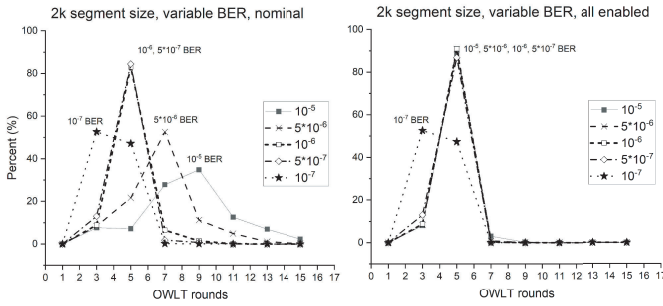 2k segment size, variable BER, nominal
100
80
60
40
20
0
Percent (%)
10-6, 5*10-7 BER
10-7 BER
5*10-6 BER
10-5 BER
10-5
5*10-6
10-6
5*10-7
10-7
0 1 2 3 4 5 6 7 8 9 10 11 12 13 14 15 16 17
OWLT rounds
2k segment size, variable BER, all enabled
100
80
60
40
20
0
10-5, 5*10-6, 10-6, 5*10-7 BER
10-7 BER
10-5
5*10-6
10-6
5*10-7
10-7
0 1 2 3 4 5 6 7 8 9 10 11 12 13 14 15 16 17
OWLT rounds